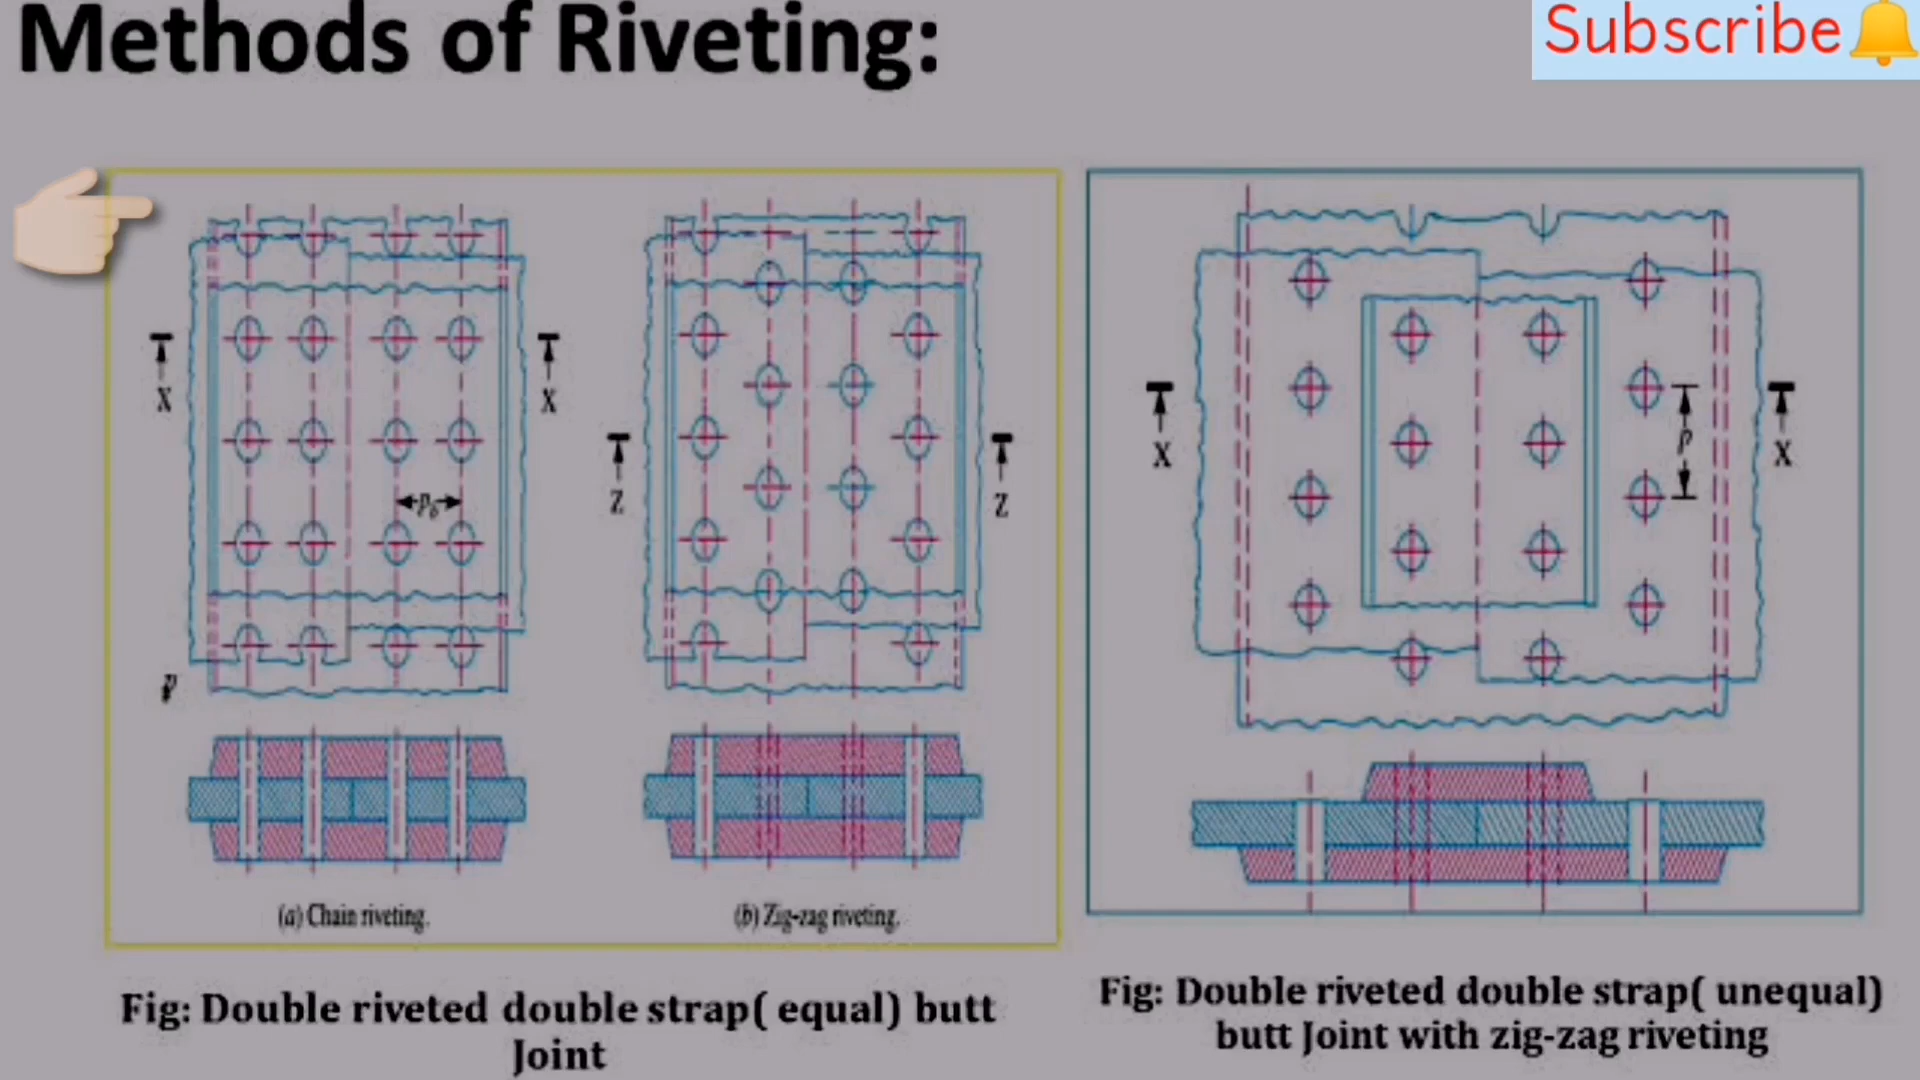 Methods of Riveting:
Subscribe
X X
P_b
p
(a) Chain riveting.
Z Z
(b) Zig-zag riveting.
X X
p
Fig: Double riveted double strap( equal) butt
Joint
Fig: Double riveted double strap( unequal)
butt Joint with zig-zag riveting